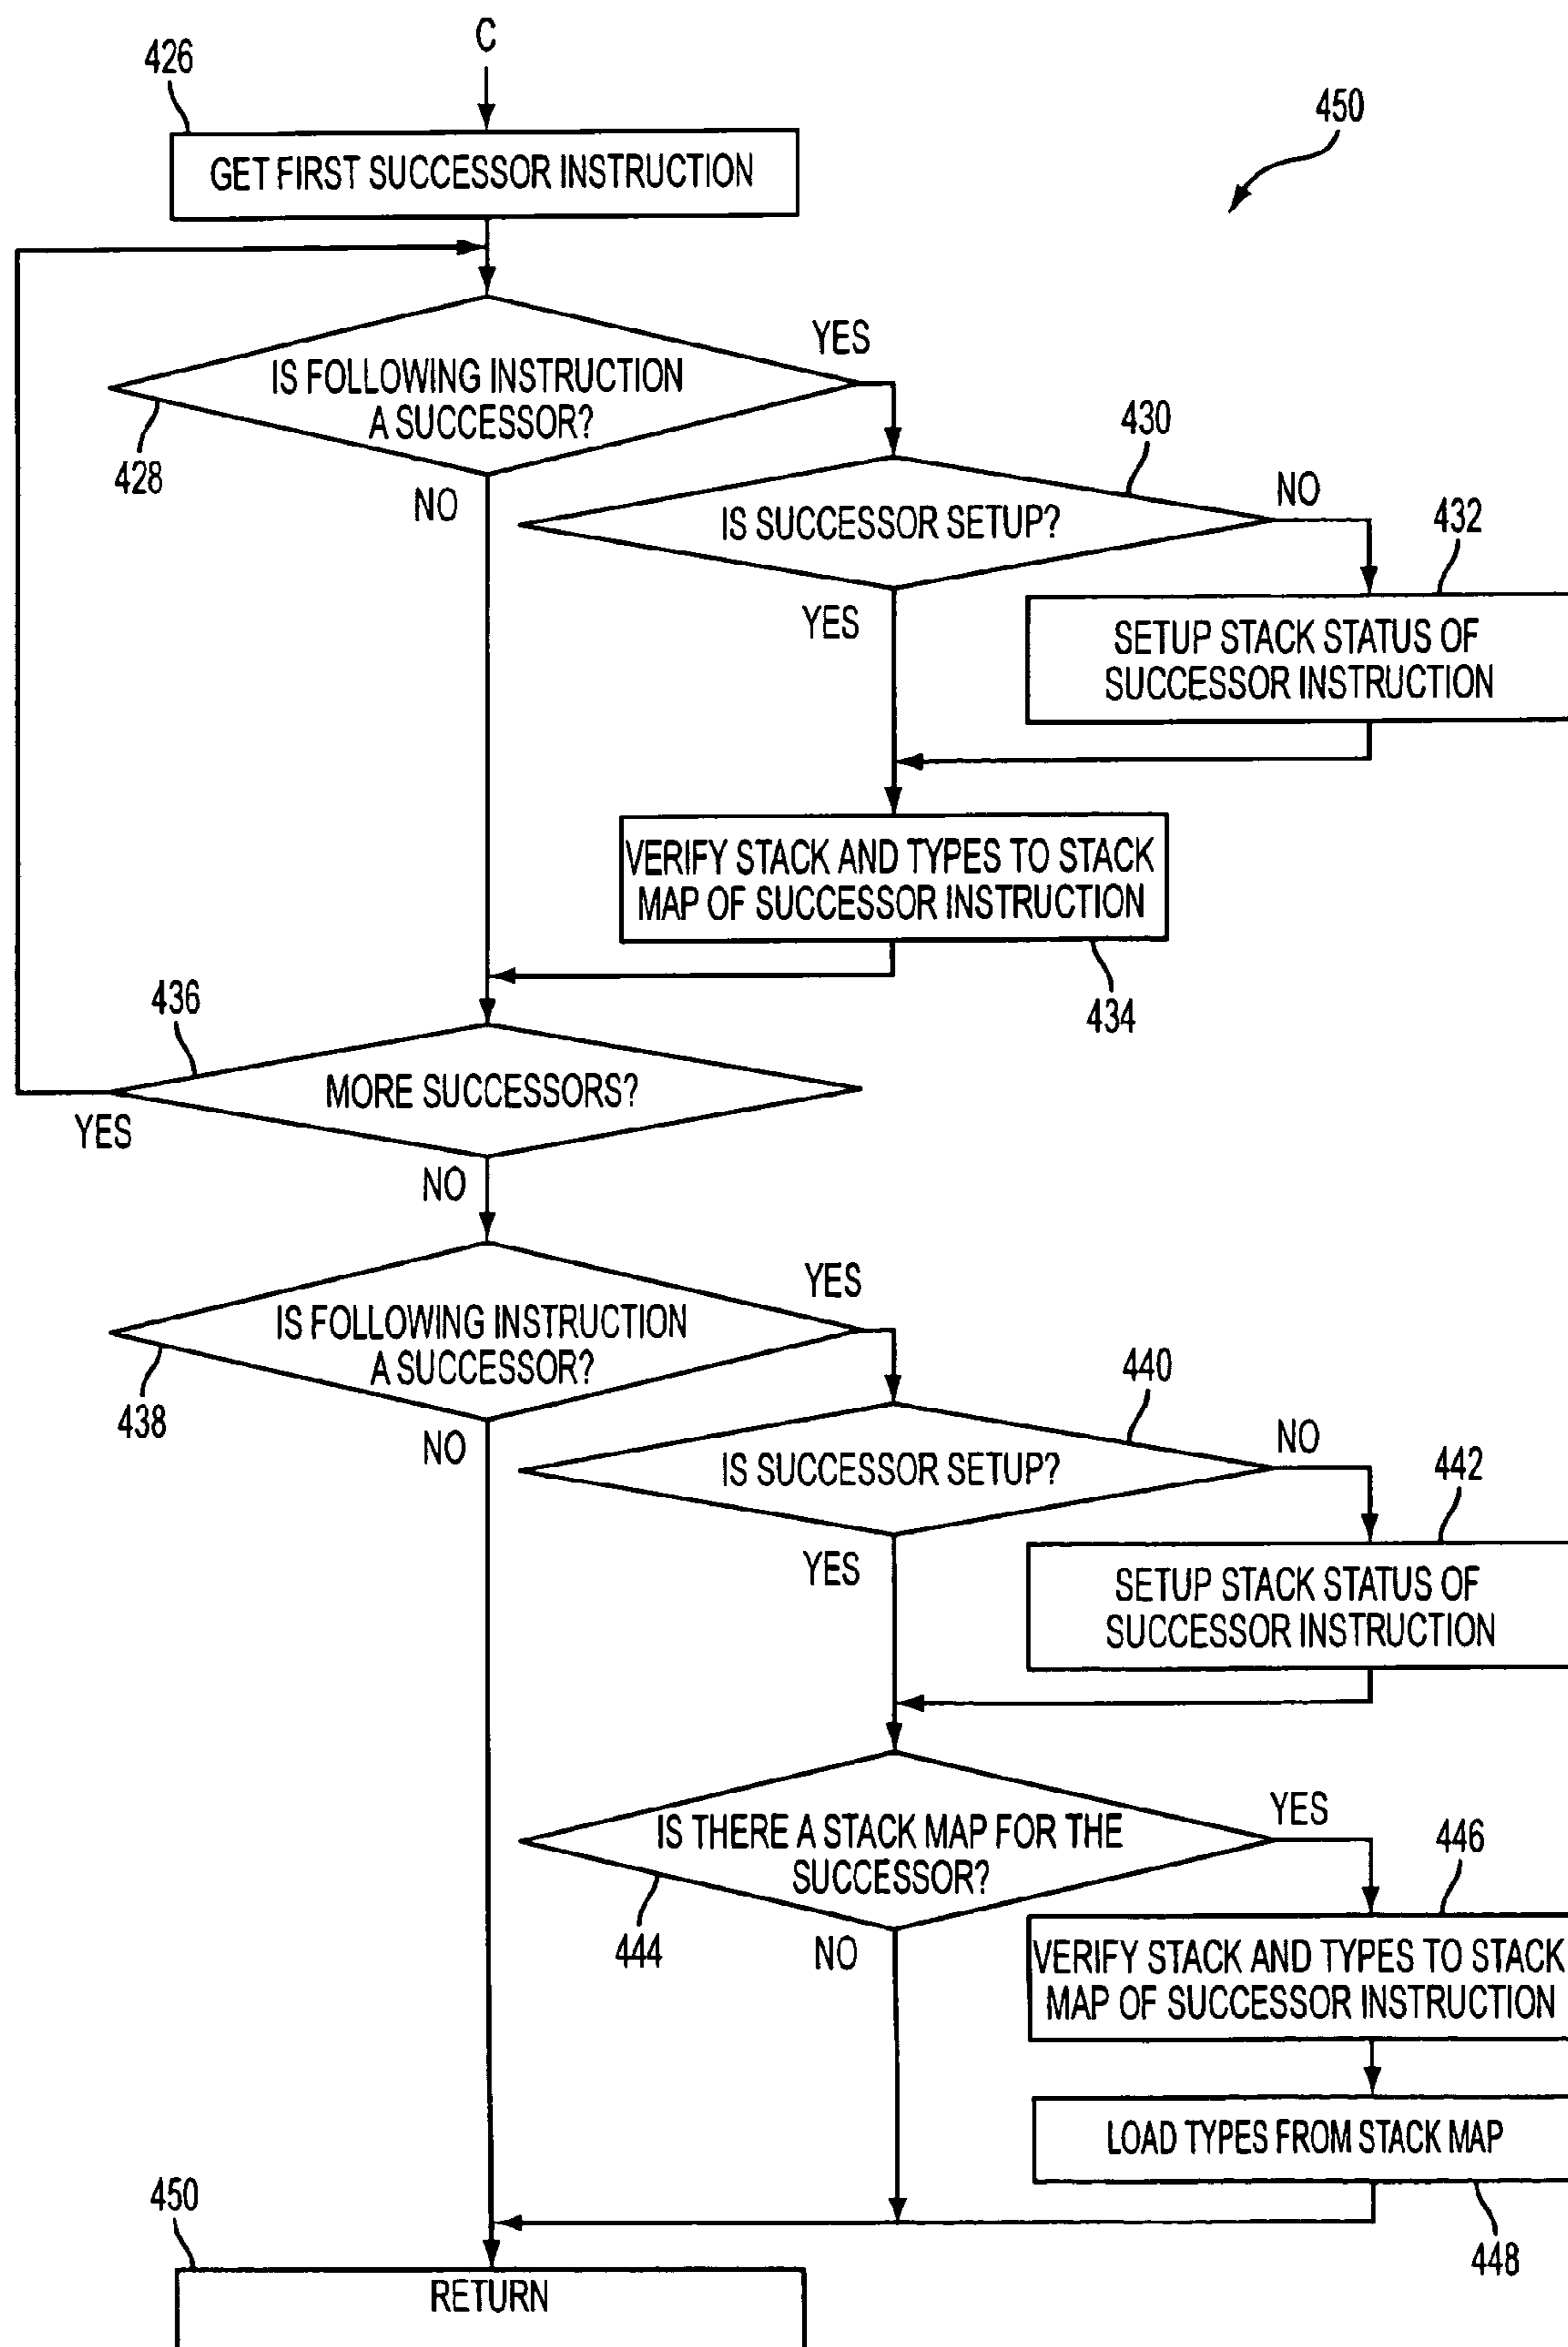 C
426
450
GET FIRST SUCCESSOR INSTRUCTION
YES
IS FOLLOWING INSTRUCTION
A SUCCESSOR?
428
NO
430
NO
IS SUCCESSOR SETUP?
432
YES
SETUP STACK STATUS OF
SUCCESSOR INSTRUCTION
VERIFY STACK AND TYPES TO STACK
MAP OF SUCCESSOR INSTRUCTION
434
436
MORE SUCCESSORS?
YES
NO
YES
IS FOLLOWING INSTRUCTION
A SUCCESSOR?
438
NO
440
NO
IS SUCCESSOR SETUP?
442
YES
SETUP STACK STATUS OF
SUCCESSOR INSTRUCTION
YES
IS THERE A STACK MAP FOR THE
SUCCESSOR?
446
444
NO
VERIFY STACK AND TYPES TO STACK
MAP OF SUCCESSOR INSTRUCTION
LOAD TYPES FROM STACK MAP
448
450
RETURN